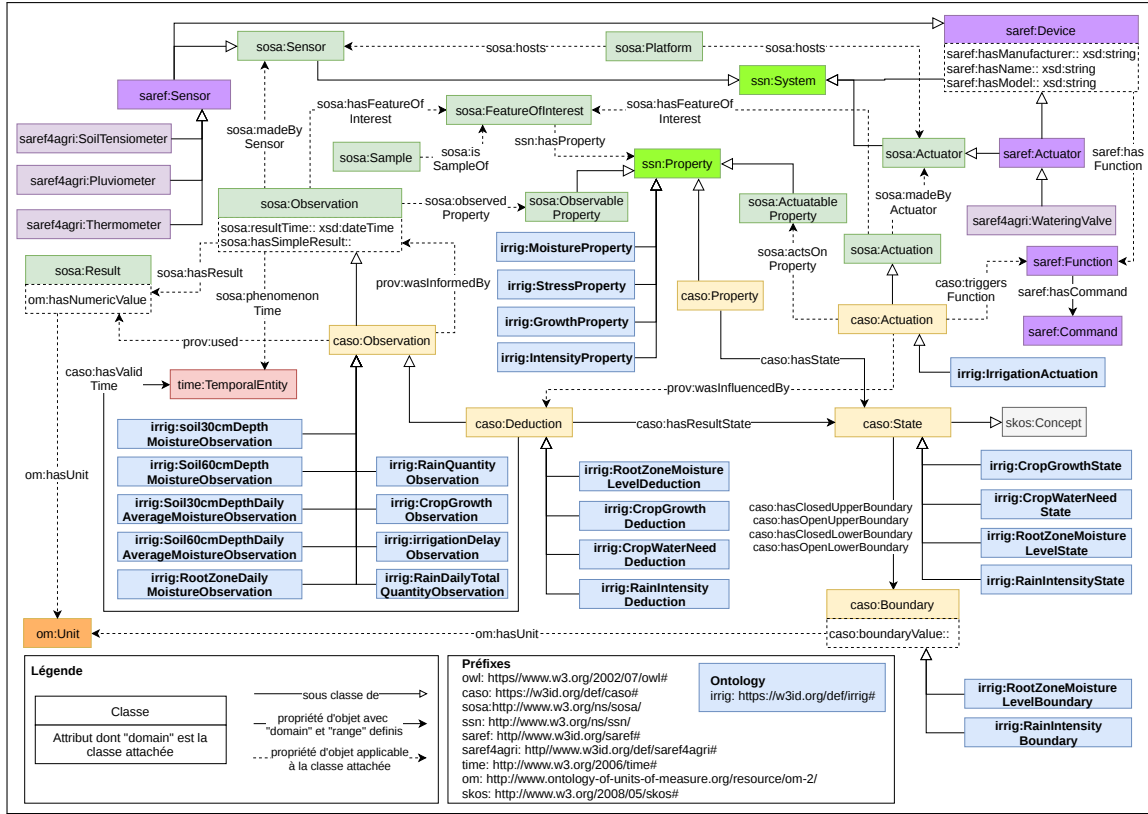 sosa:Sensor
sosa:hosts
sosa:Platform
sosa:hosts
saref:Device
saref:hasManufacturer:: xsd:string
saref:hasName:: xsd:string
saref:hasModel:: xsd:string
ssn:System
saref:Sensor
sosa:hasFeatureOf
Interest
sosa:FeatureOfInterest
sosa:hasFeatureOf
Interest
saref4agri:SoilTensiometer
sosa:madeBy
Sensor
sosa:Sample
sosa:is
SampleOf
ssn:hasProperty
ssn:Property
sosa:Actuator
saref:Actuator
saref:has
Function
saref4agri:Pluviometer
saref4agri:Thermometer
sosa:Observation
sosa:resultTime:: xsd:dateTime
sosa:hasSimpleResult::
sosa:observed
Property
sosa:Observable
Property
sosa:Actuatable
Property
sosa:madeBy
Actuator
saref4agri:WateringValve
sosa:Result
om:hasNumericValue
sosa:hasResult
sosa:phenomenon
Time
prov:wasInformedBy
irrig:MoistureProperty
irrig:StressProperty
irrig:GrowthProperty
irrig:IntensityProperty
caso:Property
sosa:actsOn
Property
sosa:Actuation
saref:Function
caso:triggers
Function
saref:hasCommand
saref:Command
caso:Actuation
prov:used
caso:Observation
caso:hasState
irrig:IrrigationActuation
caso:hasValid
Time
time:TemporalEntity
prov:wasInfluencedBy
caso:Deduction
caso:hasResultState
caso:State
skos:Concept
irrig:soil30cmDepth
MoistureObservation
irrig:Soil60cmDepth
MoistureObservation
irrig:Soil30cmDepthDaily
AverageMoistureObservation
irrig:Soil60cmDepthDaily
AverageMoistureObservation
irrig:RootZoneDaily
MoistureObservation
irrig:RainQuantity
Observation
irrig:CropGrowth
Observation
irrig:irrigationDelay
Observation
irrig:RainDailyTotal
QuantityObservation
om:hasUnit
irrig:RootZoneMoisture
LevelDeduction
irrig:CropGrowth
Deduction
irrig:CropWaterNeed
Deduction
irrig:RainIntensity
Deduction
caso:hasClosedUpperBoundary
caso:hasOpenUpperBoundary
caso:hasClosedLowerBoundary
caso:hasOpenLowerBoundary
irrig:CropGrowthState
irrig:CropWaterNeed
State
irrig:RootZoneMoisture
LevelState
irrig:RainIntensityState
caso:Boundary
caso:boundaryValue::
om:Unit
om:hasUnit
irrig:RootZoneMoisture
LevelBoundary
irrig:RainIntensity
Boundary
Légende
Classe
Attribut dont "domain" est la
classe attachée
sous classe de
propriété d'objet avec
"domain" et "range" definis
propriété d'objet applicable
à la classe attachée
Préfixes
owl: https//www.w3.org/2002/07/owl#
caso: https://w3id.org/def/caso#
sosa:http://www.w3.org/ns/sosa/
ssn: http://www.w3.org/ns/ssn/
saref: http//www.w3id.org/saref#
saref4agri: http//www.w3id.org/def/saref4agri#
time: http://www.w3.org/2006/time#
om: http://www.ontology-of-units-of-measure.org/resource/om-2/
skos: http://www.w3.org/2008/05/skos#
Ontology
irrig: https://w3id.org/def/irrig#